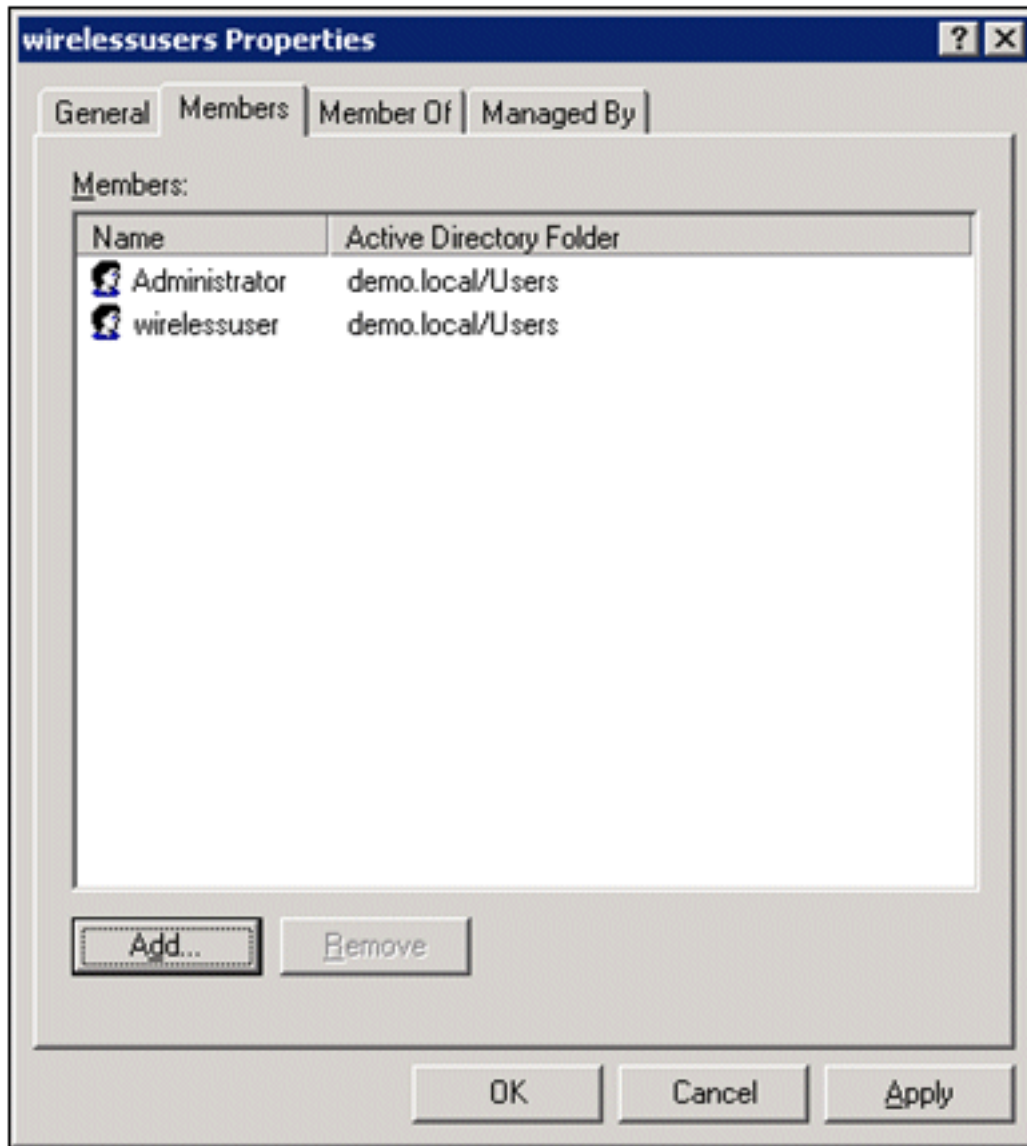 wirelessusers Properties
General Members Member Of Managed By
Members:
Name Active Directory Folder
Administrator demo.local/Users
wirelessuser demo.local/Users
Add... Remove
OK Cancel Apply